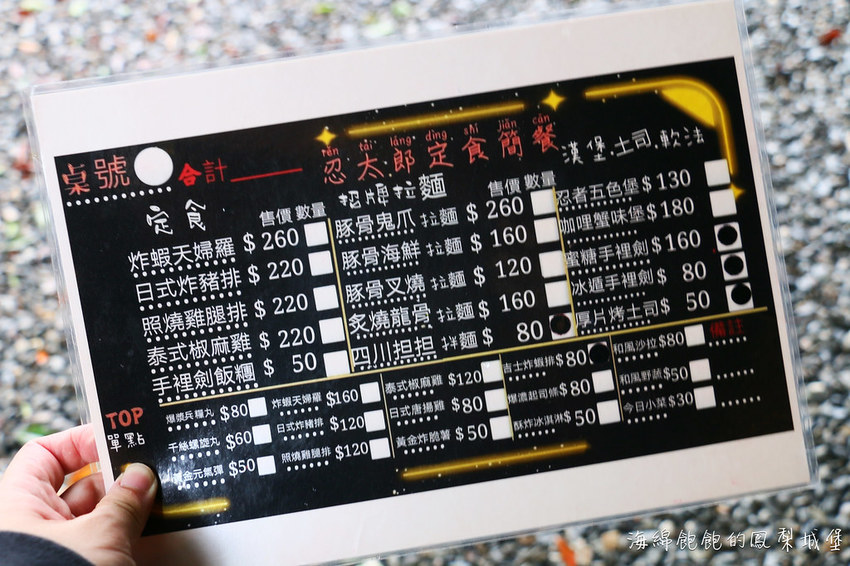 桌號
合計
rěn tài láng dìng shí jiǎn cān
忍太郎定食簡餐
定食
售價 數量
炸蝦天婦羅 $ 260
日式炸豬排 $ 220
照燒雞腿排 $ 220
泰式椒麻雞 $ 220
手裡劍飯糰 $ 50
招牌拉麵
售價 數量
豚骨鬼爪 拉麵 $ 260
豚骨海鮮 拉麵 $ 160
豚骨叉燒 拉麵 $ 120
炙燒龍骨 拉麵 $ 160
四川担担 拌麵 $ 80
漢堡.土司.軟法
忍者五色堡 $ 130
咖哩蟹味堡 $ 180
蜜糖手裡劍 $ 160
冰遁手裡劍 $ 80
厚片烤土司 $ 50
TOP
單點
爆漿兵糧丸 $80
千絲螺旋丸 $60
黃金元氣彈 $50
炸蝦天婦羅 $160
日式炸豬排 $120
照燒雞腿排 $120
泰式椒麻雞 $120
日式唐揚雞 $80
黃金炸脆薯 $50
吉士炸蝦排 $80
爆濃起司條 $80
酥炸冰淇淋 $50
和風沙拉 $80
和風野蔬 $50
今日小菜 $30
備註
海綿飽飽的鳳梨城堡